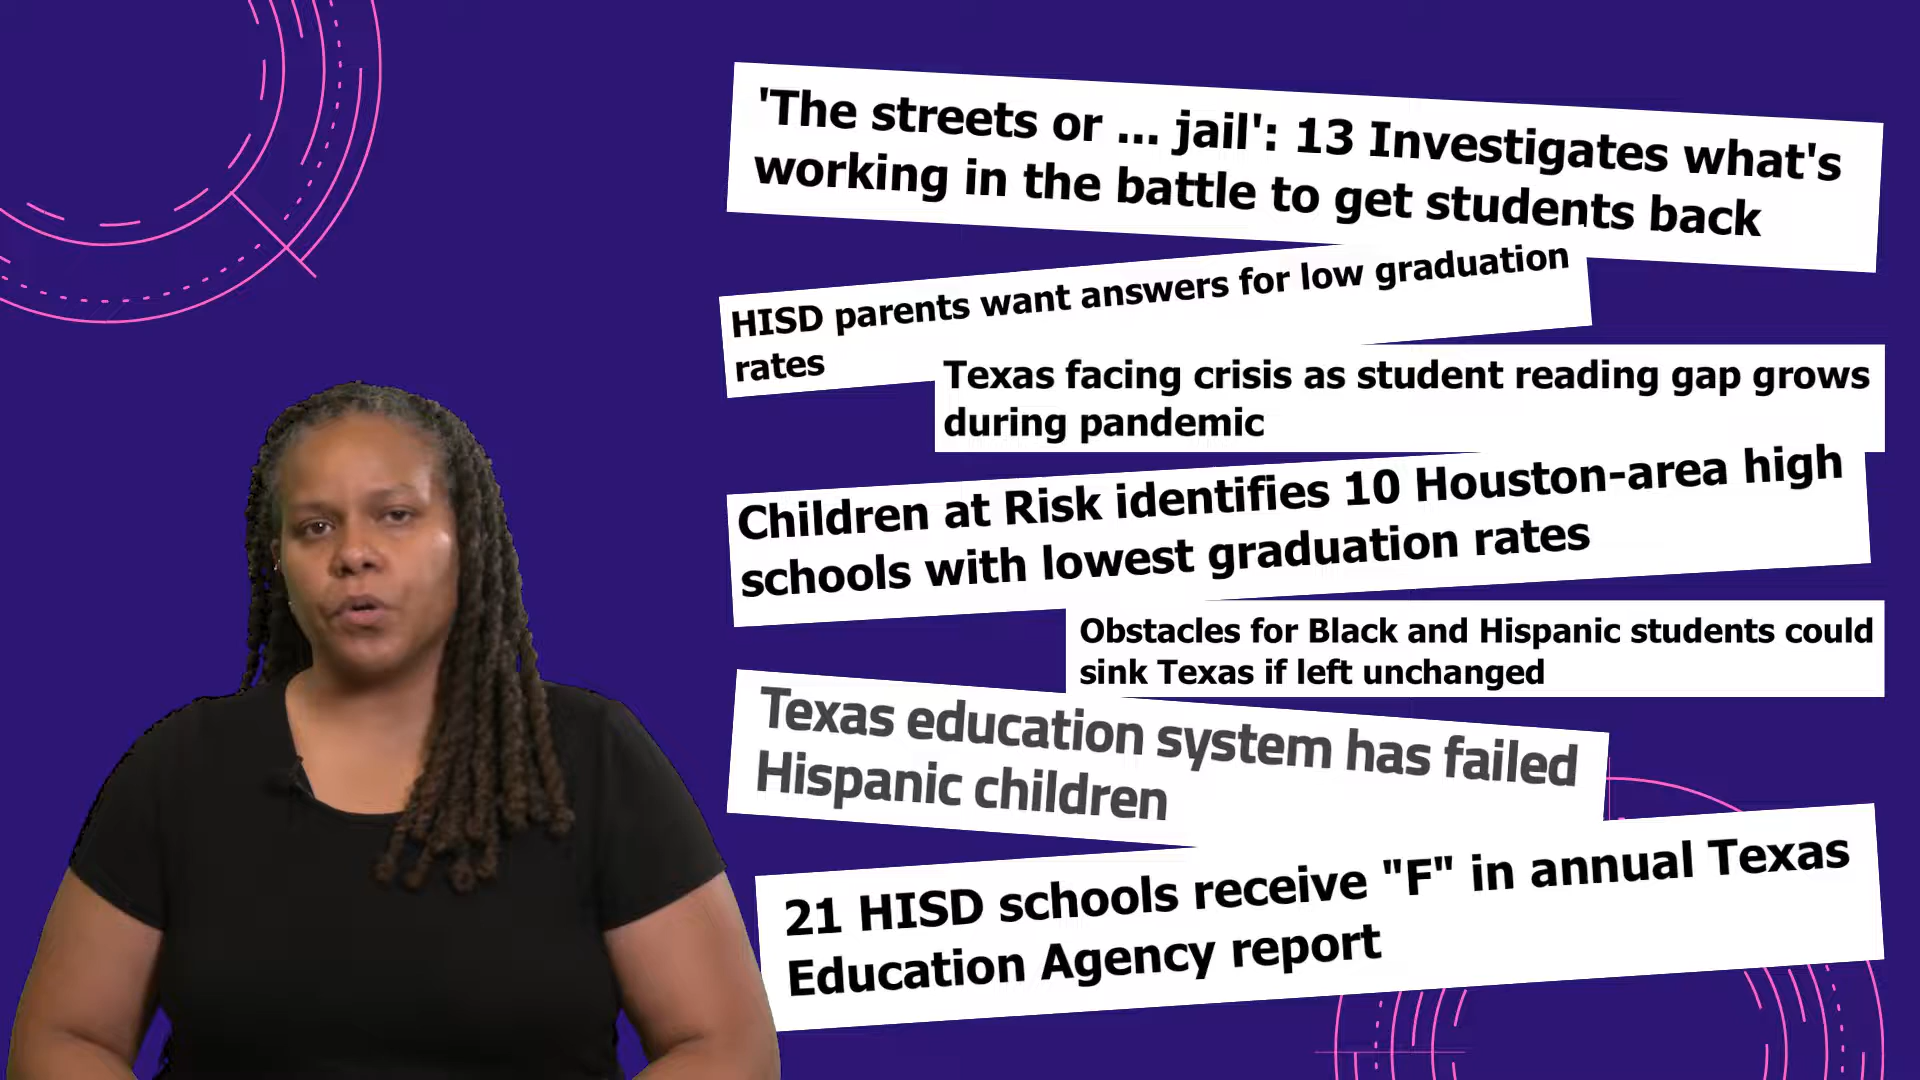 'The streets or ... jail': 13 Investigates what's
working in the battle to get students back
HISD parents want answers for low graduation
rates
Texas facing crisis as student reading gap grows
during pandemic
Children at Risk identifies 10 Houston-area high
schools with lowest graduation rates
Obstacles for Black and Hispanic students could
sink Texas if left unchanged
Texas education system has failed
Hispanic children
21 HISD schools receive "F" in annual Texas
Education Agency report